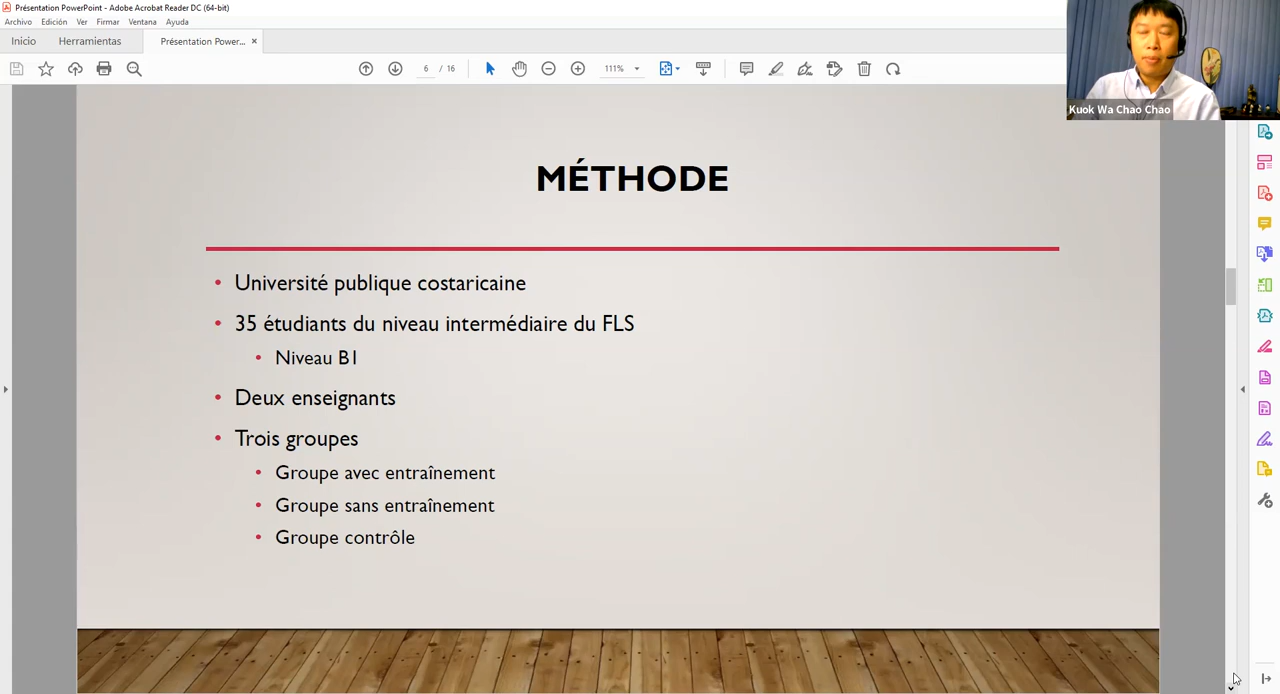 Présentation PowerPoint - Adobe Acrobat Reader DC (64-bit)
Archivo Edición Ver Firmar Ventana Ayuda
Inicio Herramientas Présentation Power... ×
6 / 16 111%
Kuok Wa Chao Chao
MÉTHODE
• Université publique costaricaine
• 35 étudiants du niveau intermédiaire du FLS
• Niveau B1
• Deux enseignants
• Trois groupes
• Groupe avec entraînement
• Groupe sans entraînement
• Groupe contrôle